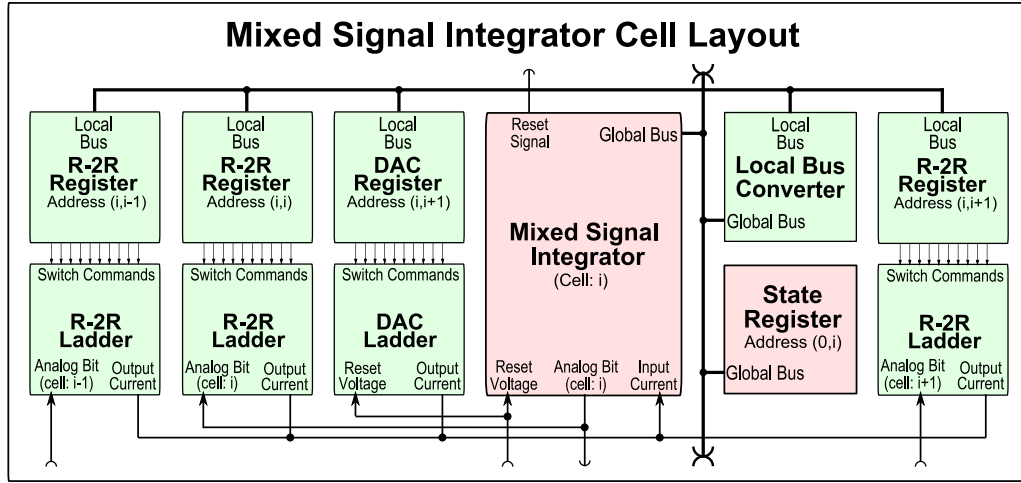 Mixed Signal Integrator Cell Layout
Local
Bus
R-2R
Register
Address (i,i-1)
Switch Commands
R-2R
Ladder
Analog Bit
(cell: i-1)
Output
Current
Local
Bus
R-2R
Register
Address (i,i)
Switch Commands
R-2R
Ladder
Analog Bit
(cell: i)
Output
Current
Local
Bus
DAC
Register
Address (i,i+1)
Switch Commands
DAC
Ladder
Reset
Voltage
Output
Current
Reset
Signal
Global Bus
Mixed Signal
Integrator
(Cell: i)
Reset
Voltage
Analog Bit
(cell: i)
Input
Current
Local
Bus
Local Bus
Converter
Global Bus
State
Register
Address (0,i)
Global Bus
Local
Bus
R-2R
Register
Address (i,i+1)
Switch Commands
R-2R
Ladder
Analog Bit
(cell: i+1)
Output
Current